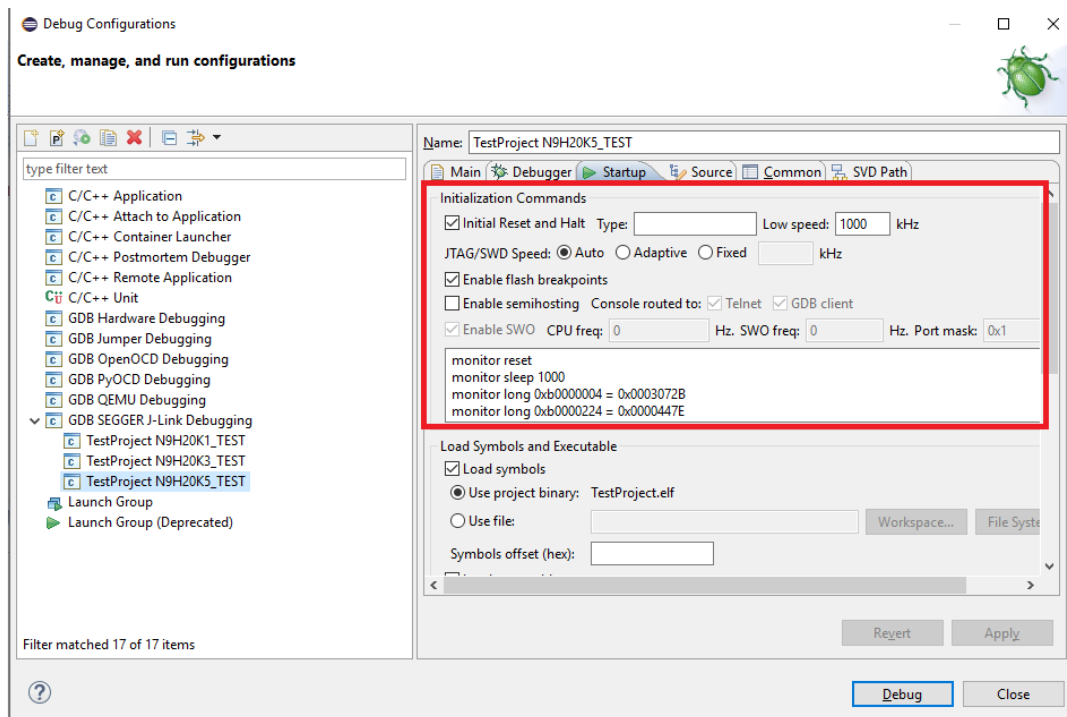 Debug Configurations
Create, manage, and run configurations
type filter text
C/C++ Application
C/C++ Attach to Application
C/C++ Container Launcher
C/C++ Postmortem Debugger
C/C++ Remote Application
C/C++ Unit
GDB Hardware Debugging
GDB Jumper Debugging
GDB OpenOCD Debugging
GDB PyOCD Debugging
GDB QEMU Debugging
GDB SEGGER J-Link Debugging
TestProject N9H20K1_TEST
TestProject N9H20K3_TEST
TestProject N9H20K5_TEST
Launch Group
Launch Group (Deprecated)
Filter matched 17 of 17 items
Name: TestProject N9H20K5_TEST
Main Debugger Startup Source Common SVD Path
Initialization Commands
Initial Reset and Halt Type: Low speed: 1000 kHz
JTAG/SWD Speed: Auto Adaptive Fixed kHz
Enable flash breakpoints
Enable semihosting Console routed to: Telnet GDB client
Enable SWO CPU freq: 0 Hz. SWO freq: 0 Hz. Port mask: 0x1
monitor reset
monitor sleep 1000
monitor long 0xb0000004 = 0x0003072B
monitor long 0xb0000224 = 0x0000447E
Load Symbols and Executable
Load symbols
Use project binary: TestProject.elf
Use file: Workspace... File Syste
Symbols offset (hex):
Revert Apply
Debug Close